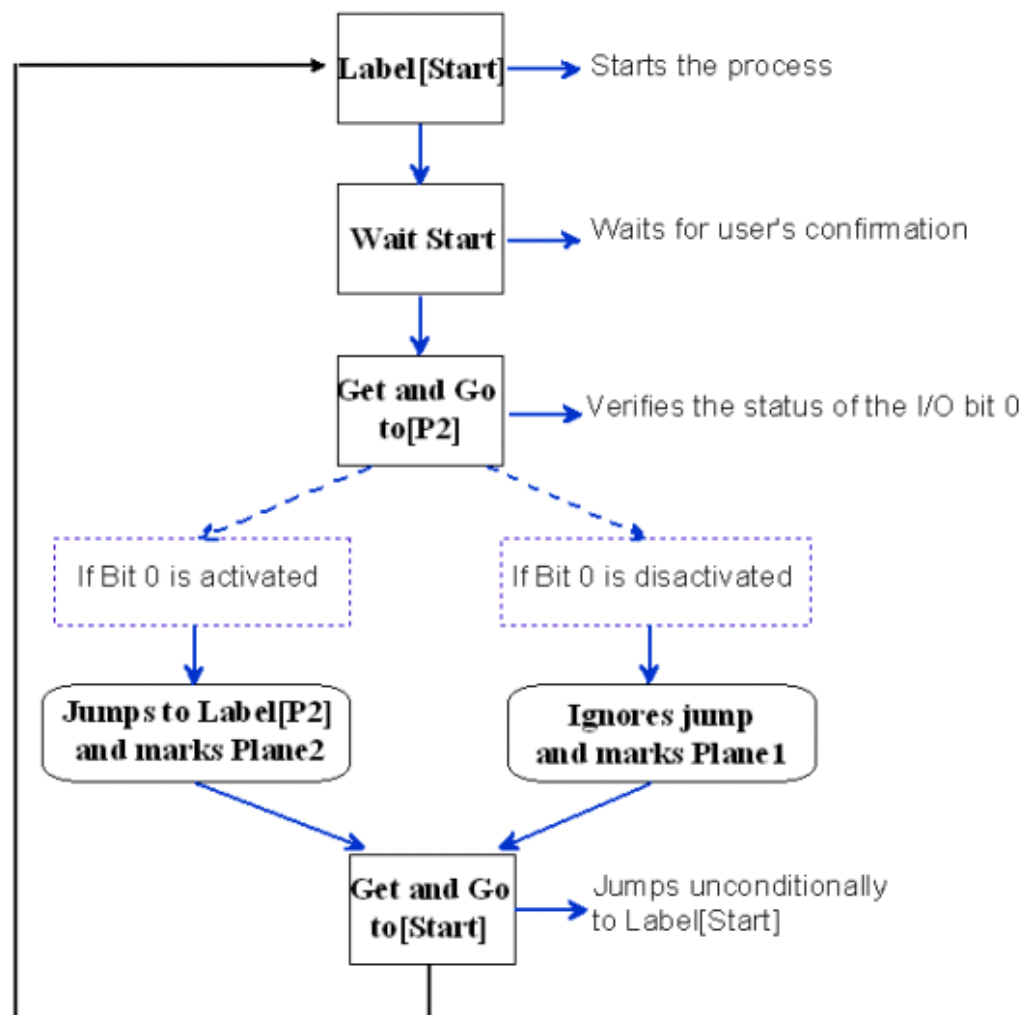 Label[Start]
Starts the process
Wait Start
Waits for user's confirmation
Get and Go
to[P2]
Verifies the status of the I/O bit 0
If Bit 0 is activated
If Bit 0 is disactivated
Jumps to Label[P2]
and marks Plane2
Ignores jump
and marks Plane1
Get and Go
to[Start]
Jumps unconditionally
to Label[Start]